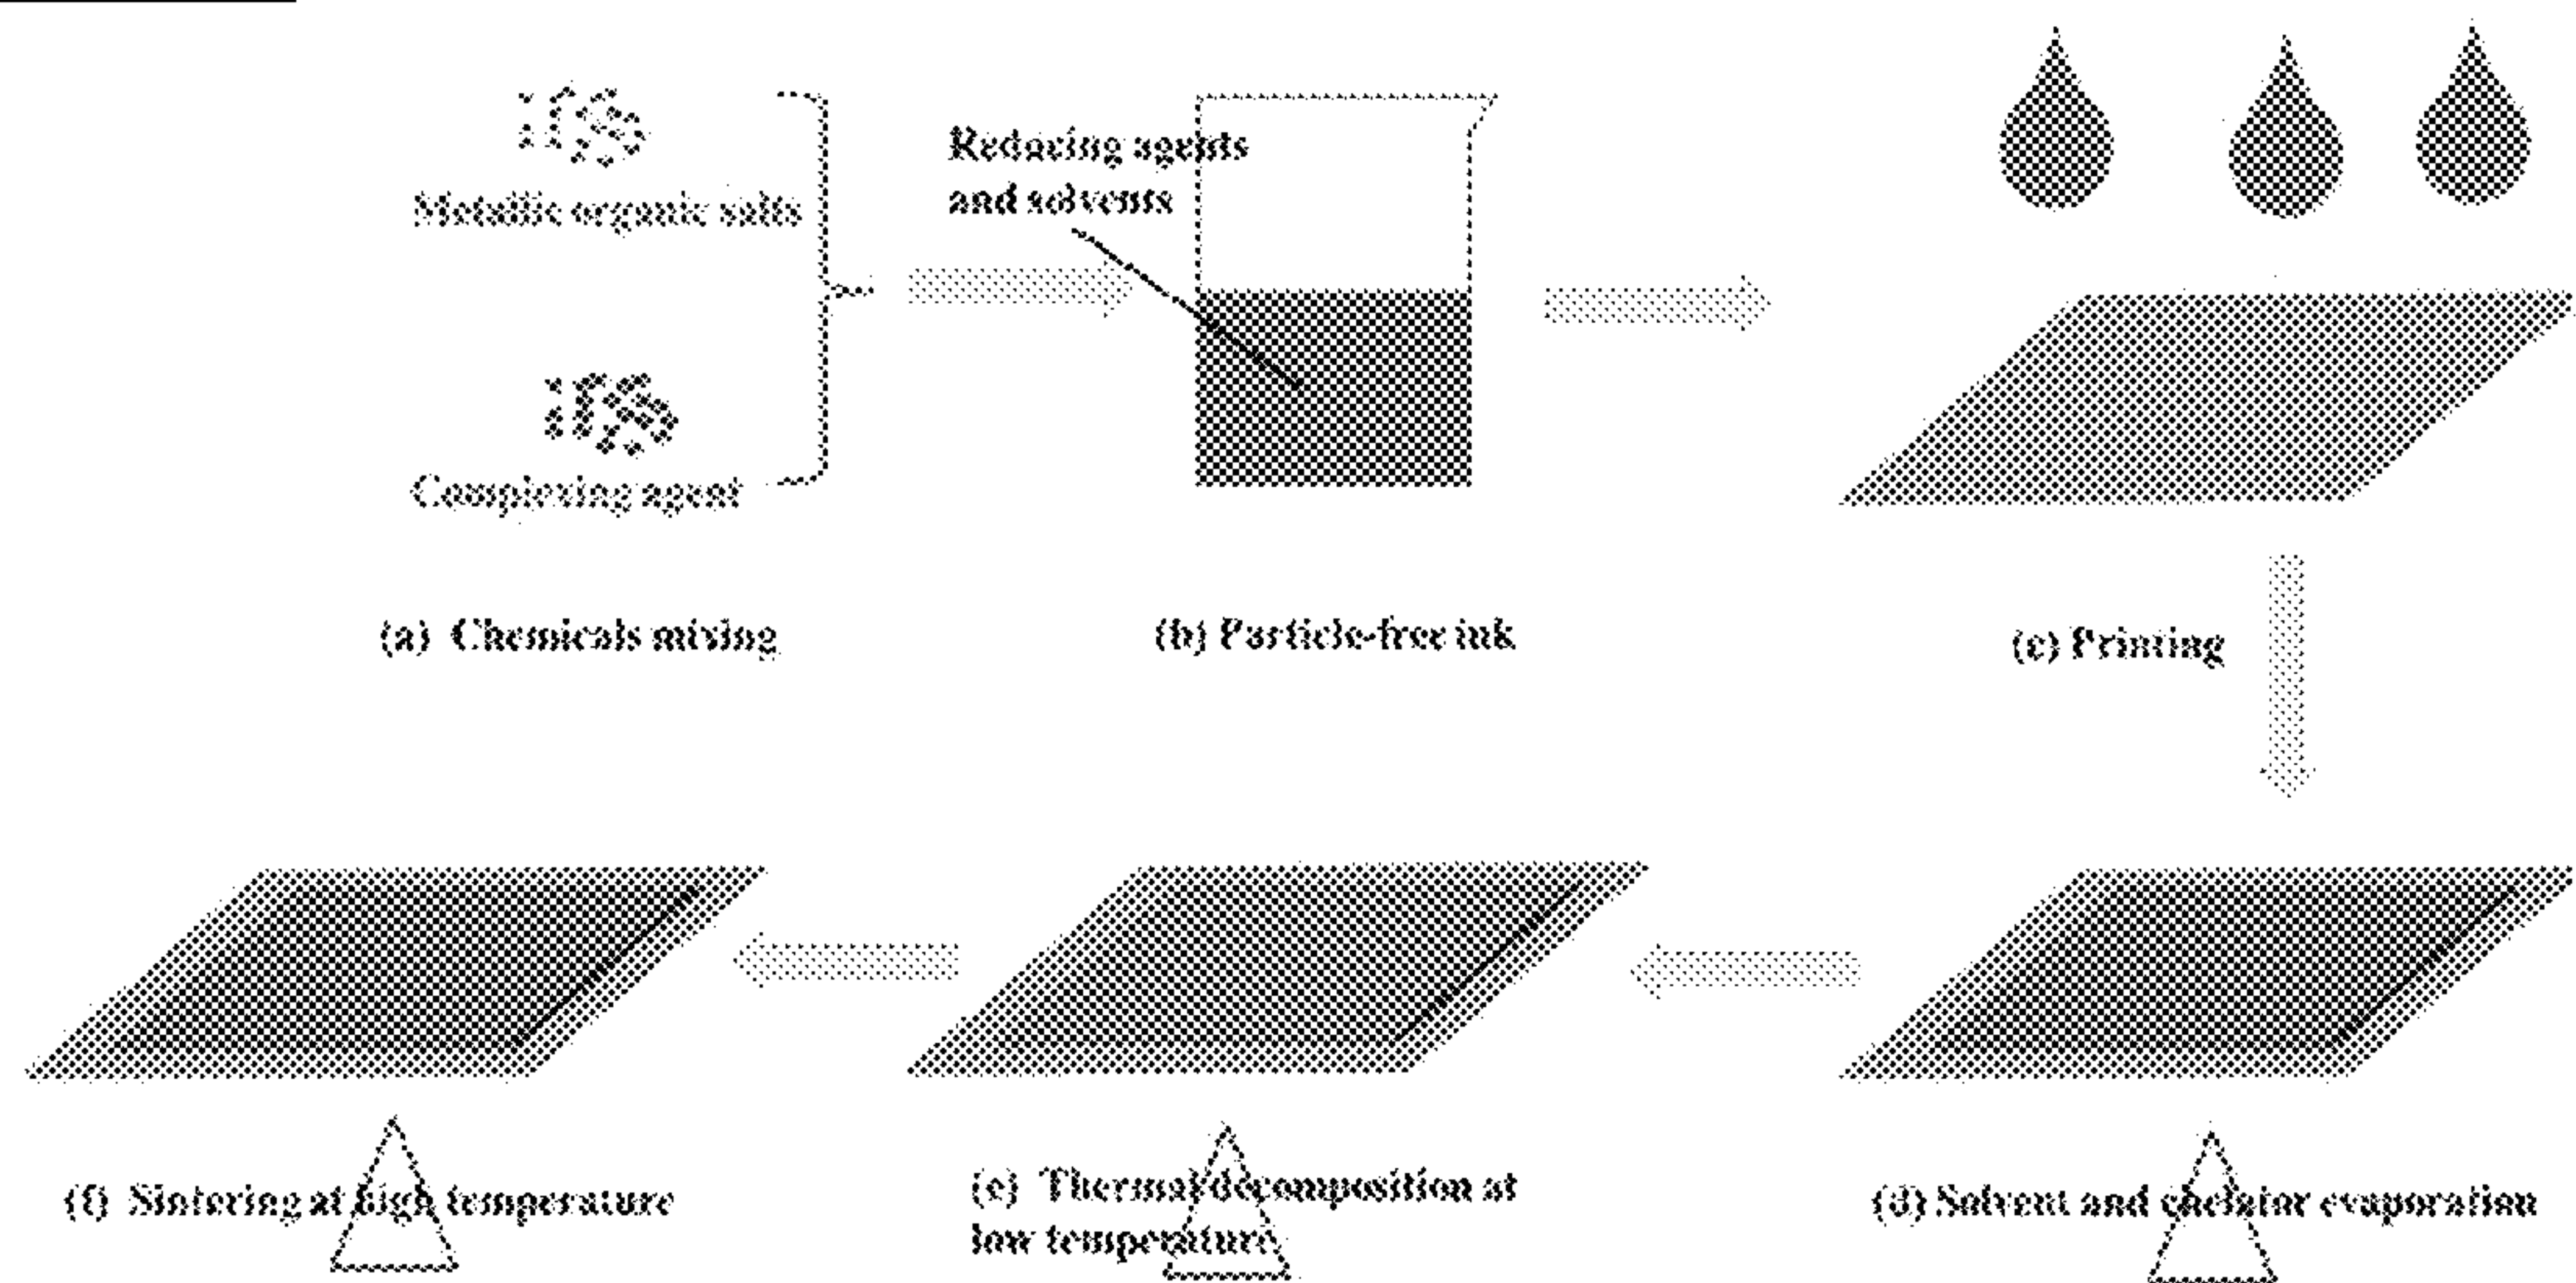 Metallic organic salts
Reducing agents
and solvents
Complexing agent
(a) Chemicals mixing
(b) Particle-free ink
(c) Printing
(f) Sintering at high temperature
(e) Thermal decomposition at
low temperature
(d) Solvent and chelator evaporation